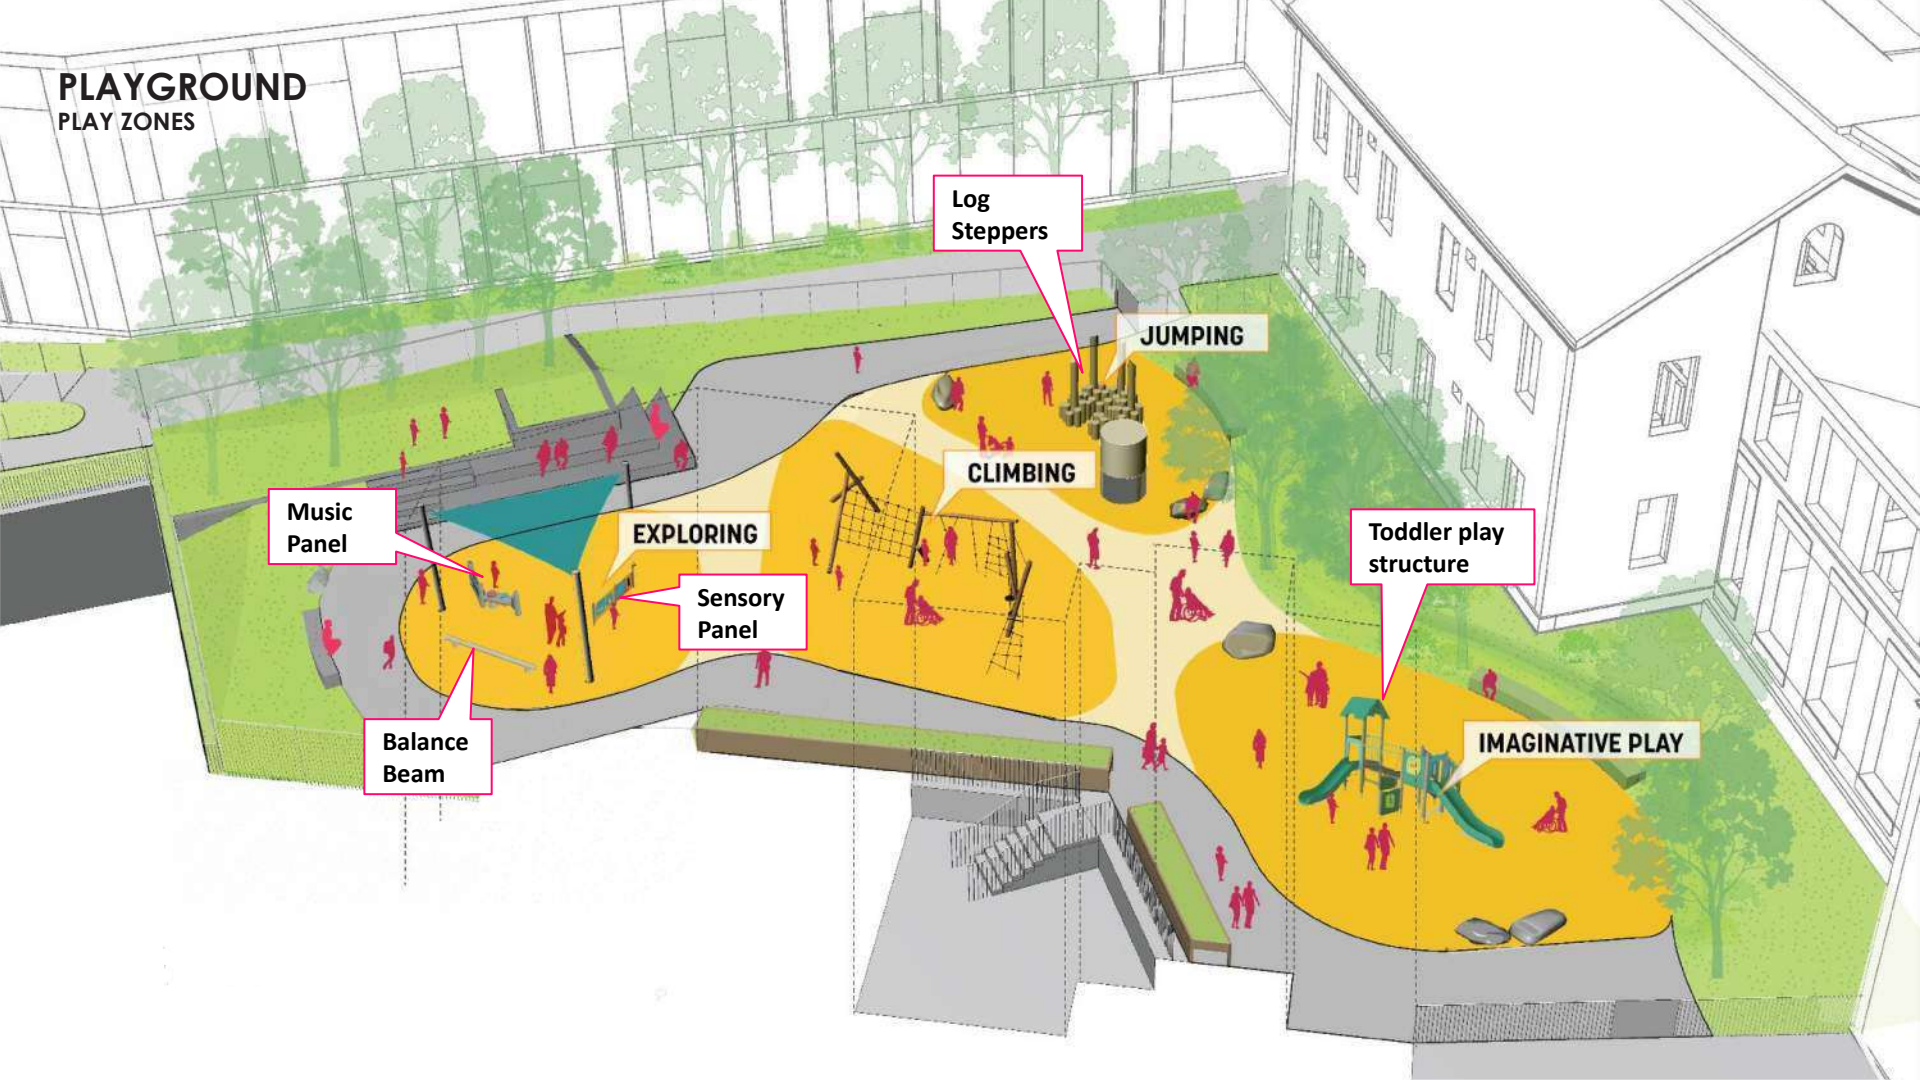 PLAYGROUND
PLAY ZONES
Log
Steppers
JUMPING
CLIMBING
Music
Panel
EXPLORING
Toddler play
structure
Sensory
Panel
Balance
Beam
IMAGINATIVE PLAY